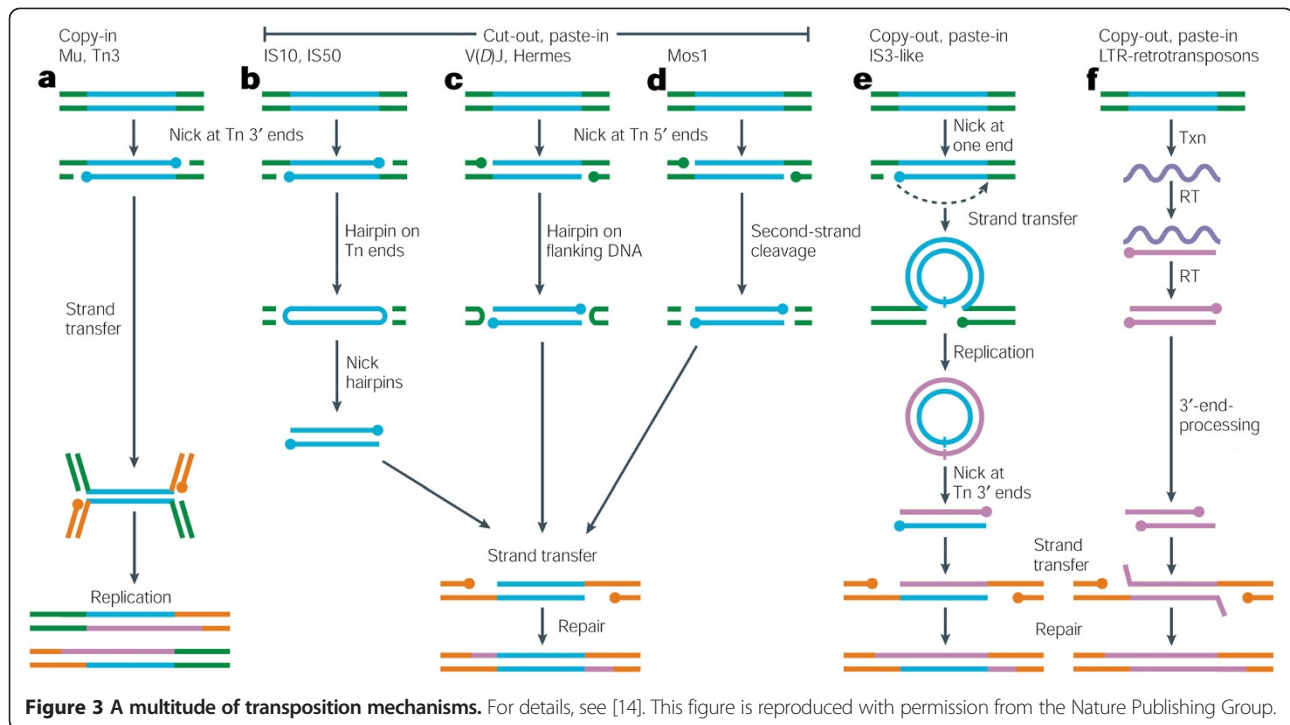 Copy-in
Mu, Tn3
Cut-out, paste-in
IS10, IS50
V(D)J, Hermes
Mos1
Copy-out, paste-in
IS3-like
Copy-out, paste-in
LTR-retrotransposons
a
b
c
d
e
f
Nick at Tn 3′ ends
Nick at Tn 5′ ends
Nick at
one end
Txn
RT
Strand transfer
Hairpin on
Tn ends
Hairpin on
flanking DNA
Second-strand
cleavage
RT
Strand
transfer
Nick
hairpins
Replication
3′-end-
processing
Nick at
Tn 3′ ends
Strand transfer
Strand
transfer
Replication
Repair
Repair
Figure 3 A multitude of transposition mechanisms. For details, see [14]. This figure is reproduced with permission from the Nature Publishing Group.